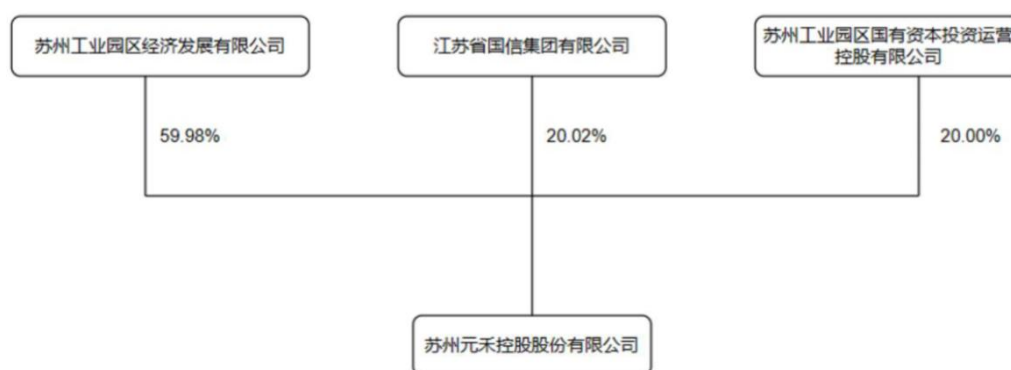 苏州工业园区经济发展有限公司
江苏省国信集团有限公司
苏州工业园区国有资本投资运营
控股有限公司
59.98%
20.02%
20.00%
苏州元禾控股股份有限公司